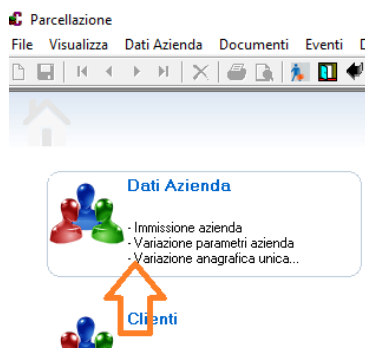 Parcellazione
File Visualizza Dati Azienda Documenti Eventi
Dati Azienda
- Immissione azienda
- Variazione parametri azienda
- Variazione anagrafica unica...
Clienti